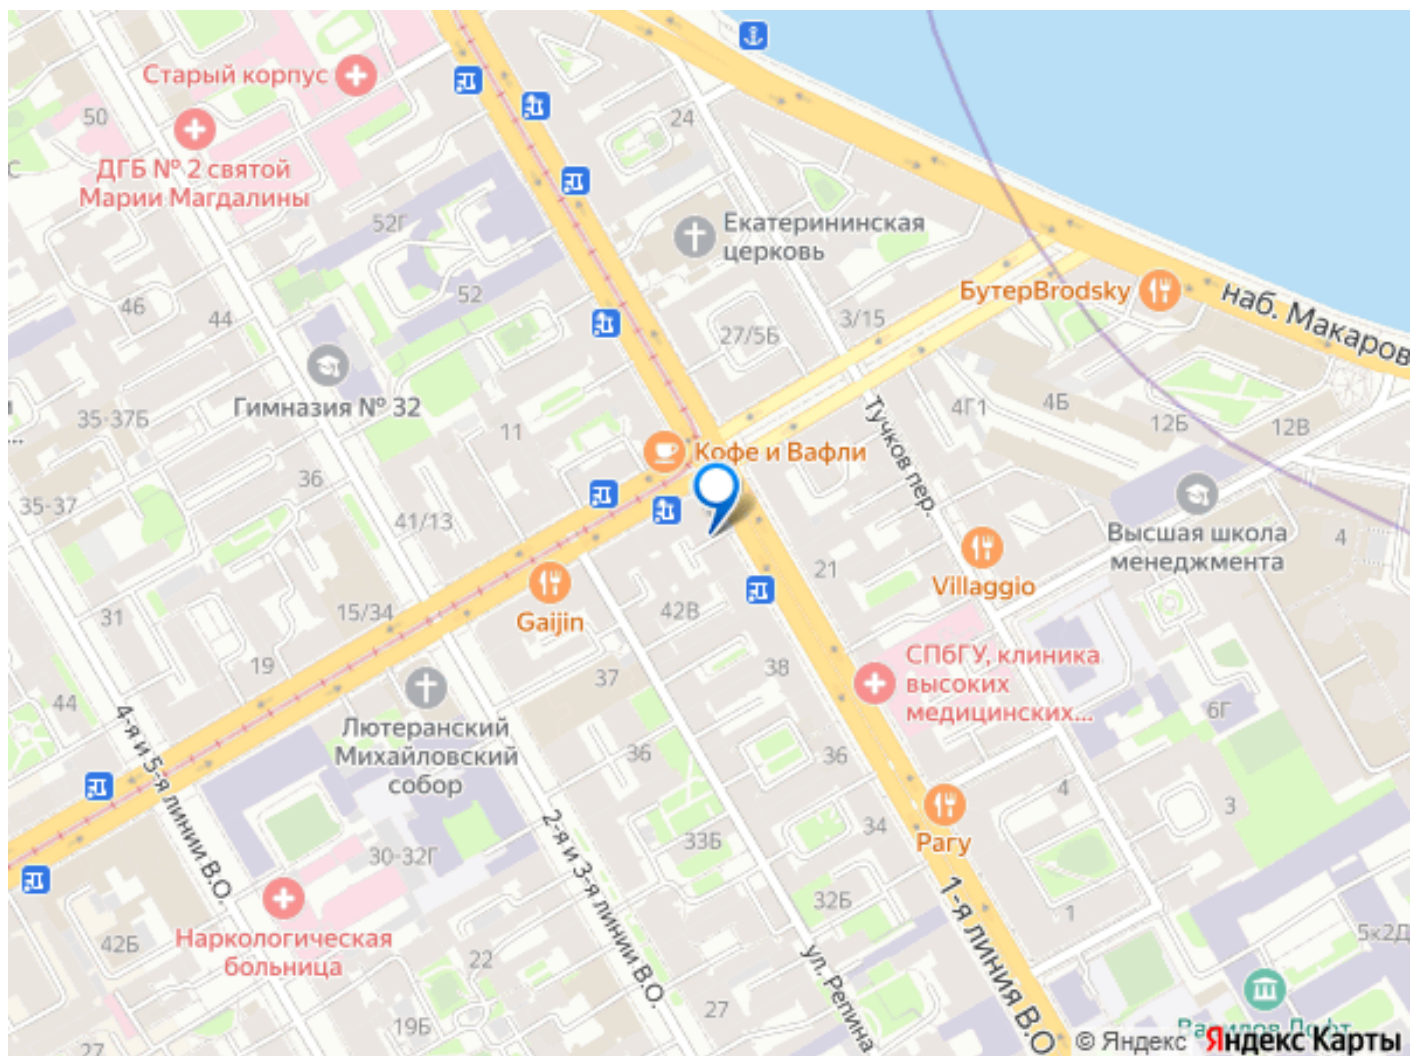 Старый корпус
50
ДГБ № 2 святой
Марии Магдалины
24
52Г
Екатерининская
церковь
52
46
44
БутерBrodsky
наб. Макаров
27/5Б
3/15
Гимназия № 32
35-37Б
11
4Г1
4Б
12Б
12В
Тучков пер.
Кофе и Вафли
36
35-37
41/13
Высшая школа
менеджмента
4
21
Villaggio
31
15/34
Gaijin
42В
19
37
38
СПбГУ, клиника
высоких
медицинских...
44
6Г
4-я и 5-я линии В.О.
Лютеранский
Михайловский
собор
36
36
4
3
2-я и 3-я линии В.О.
33Б
34
Рагу
30-32Г
1-я линия В.О
32Б
1
42Б
Наркологическая
больница
22
ул. Репина
5к2Д
27
19Б
27
© Яндекс
Яндекс Карты